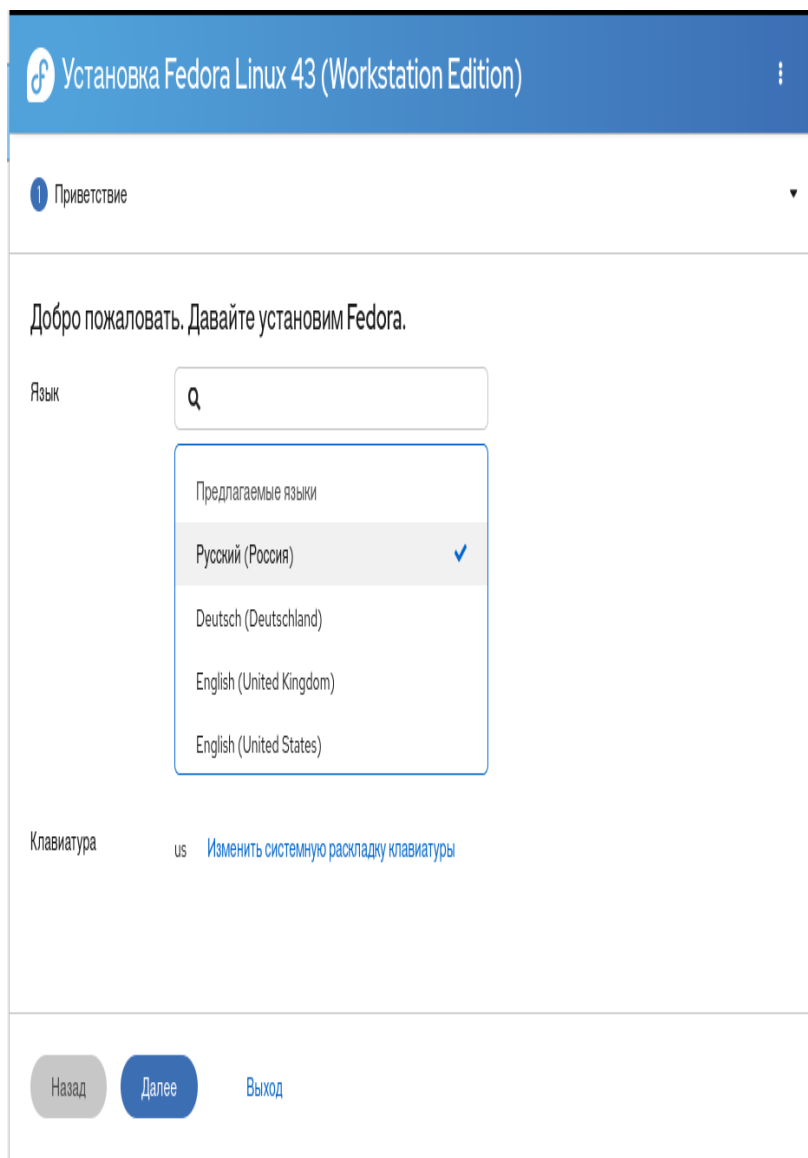 Установка Fedora Linux 43 (Workstation Edition)
1 Приветствие
Добро пожаловать. Давайте установим Fedora.
Язык
Предлагаемые языки
Русский (Россия)
Deutsch (Deutschland)
English (United Kingdom)
English (United States)
Клавиатура us Изменить системную раскладку клавиатуры
Назад Далее Выход